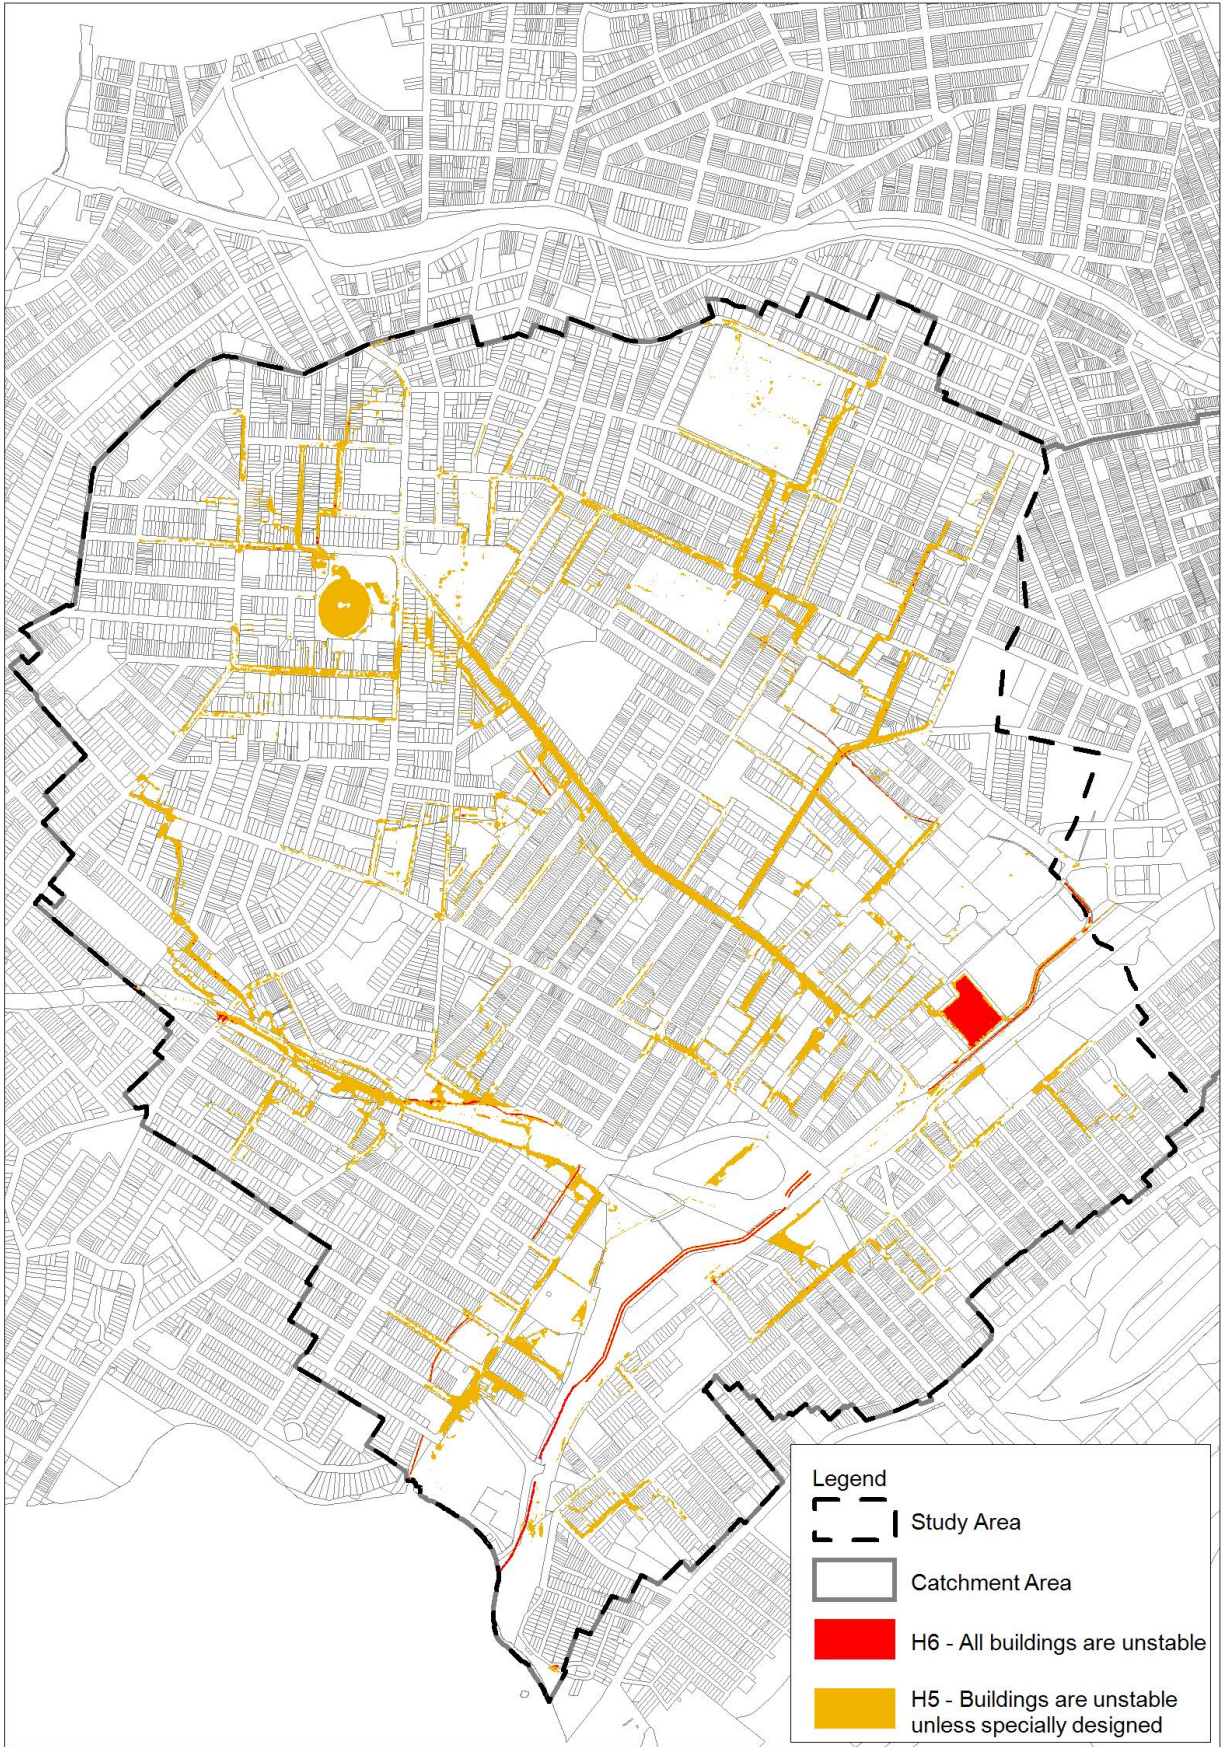 Legend
Study Area
Catchment Area
H6 - All buildings are unstable
H5 - Buildings are unstable
unless specially designed